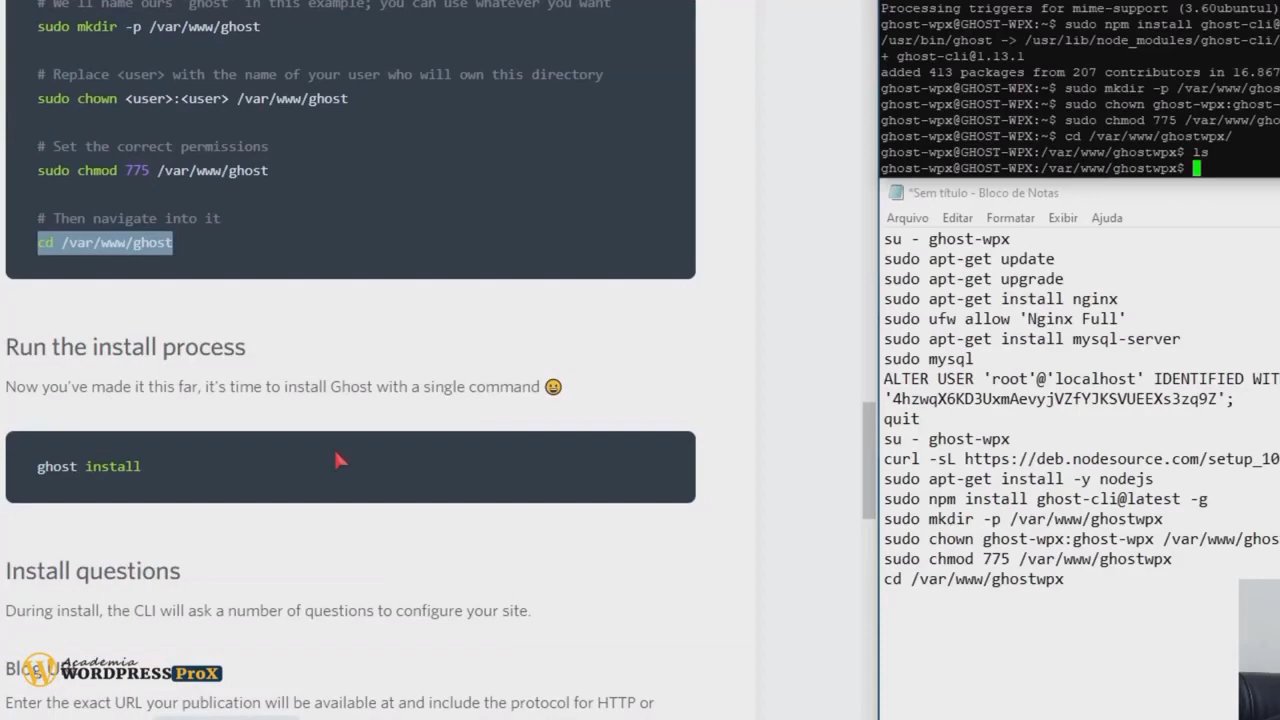 # We'll name ours 'ghost' in this example; you can use whatever you want
sudo mkdir -p /var/www/ghost
# Replace <user> with the name of your user who will own this directory
sudo chown <user>:<user> /var/www/ghost
# Set the correct permissions
sudo chmod 775 /var/www/ghost
# Then navigate into it
cd /var/www/ghost
Run the install process
Now you've made it this far, it's time to install Ghost with a single command 😀
ghost install
Install questions
During install, the CLI will ask a number of questions to configure your site.
Blog U
Academia
WORDPRESS ProX
Enter the exact URL your publication will be available at and include the protocol for HTTP or
Processing triggers for mime-support (3.60ubuntu1)
ghost-wpx@GHOST-WPX:~$ sudo npm install ghost-cli@
/usr/bin/ghost -> /usr/lib/node_modules/ghost-cli/
+ ghost-cli@1.13.1
added 413 packages from 207 contributors in 16.867
ghost-wpx@GHOST-WPX:~$ sudo mkdir -p /var/www/ghos
ghost-wpx@GHOST-WPX:~$ sudo chown ghost-wpx:ghost-
ghost-wpx@GHOST-WPX:~$ sudo chmod 775 /var/www/gho
ghost-wpx@GHOST-WPX:~$ cd /var/www/ghostwpx/
ghost-wpx@GHOST-WPX:/var/www/ghostwpx$ ls
ghost-wpx@GHOST-WPX:/var/www/ghostwpx$
*Sem título - Bloco de Notas
Arquivo Editar Formatar Exibir Ajuda
su - ghost-wpx
sudo apt-get update
sudo apt-get upgrade
sudo apt-get install nginx
sudo ufw allow 'Nginx Full'
sudo apt-get install mysql-server
sudo mysql
ALTER USER 'root'@'localhost' IDENTIFIED WIT
'4hzwqX6KD3UxmAevyjVZfYJKSVUEEXs3zq9Z';
quit
su - ghost-wpx
curl -sL https://deb.nodesource.com/setup_10
sudo apt-get install -y nodejs
sudo npm install ghost-cli@latest -g
sudo mkdir -p /var/www/ghostwpx
sudo chown ghost-wpx:ghost-wpx /var/www/ghos
sudo chmod 775 /var/www/ghostwpx
cd /var/www/ghostwpx